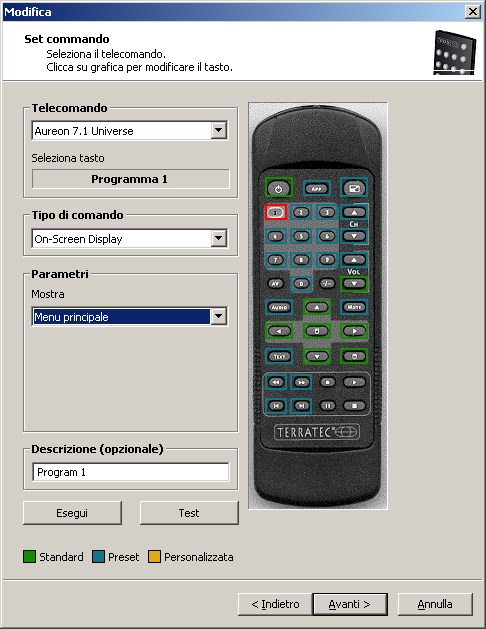 Modifica
Set commando
Seleziona il telecomando.
Clicca su grafica per modificare il tasto.
Telecomando
Aureon 7.1 Universe
Seleziona tasto
Programma 1
Tipo di comando
On-Screen Display
Parametri
Mostra
Menu principale
Descrizione (opzionale)
Program 1
Esegui
Test
Standard
Preset
Personalizzata
APP
1 2 3
CH
4 5 6
7 8 9
VOL
AV 0 -/--
AUDIO
MUTE
TEXT
TERRATEC
< Indietro
Avanti >
Annulla